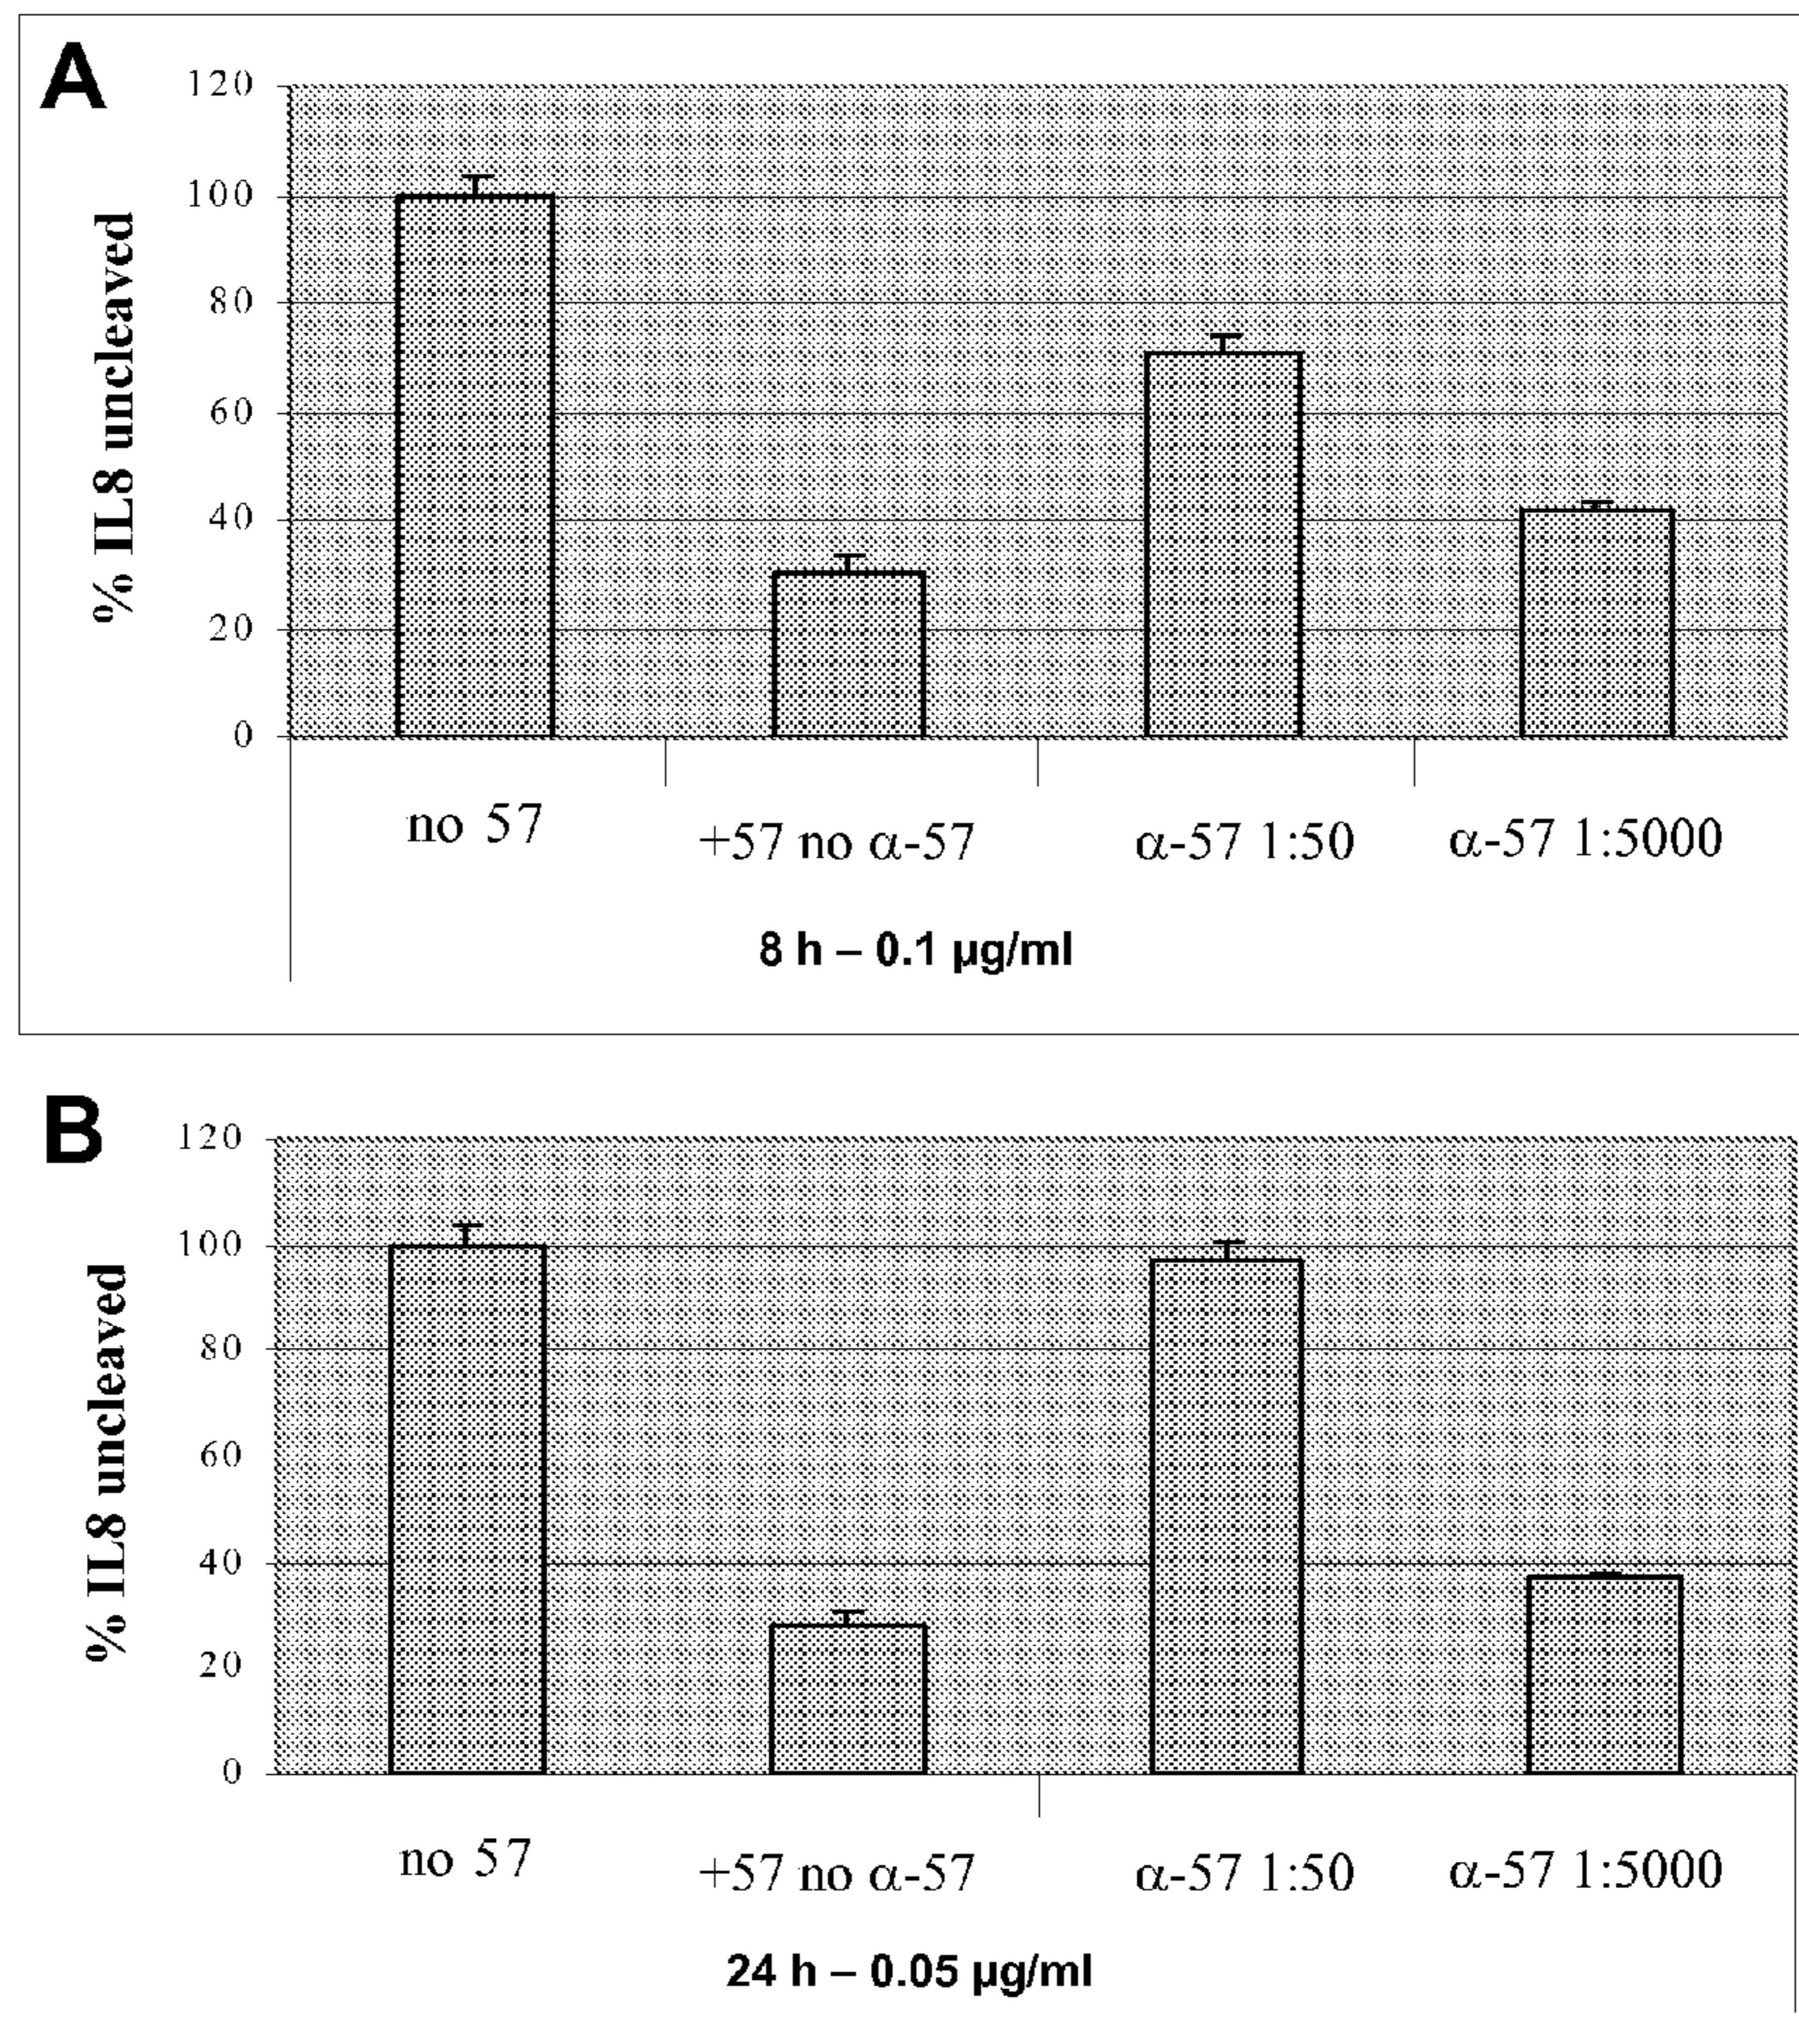 A
120
100
80
60
40
20
0
% IL8 uncleaved
no 57
+57 no α-57
α-57 1:50
α-57 1:5000
8 h – 0.1 µg/ml
B
120
100
80
60
40
20
0
% IL8 uncleaved
no 57
+57 no α-57
α-57 1:50
α-57 1:5000
24 h – 0.05 µg/ml